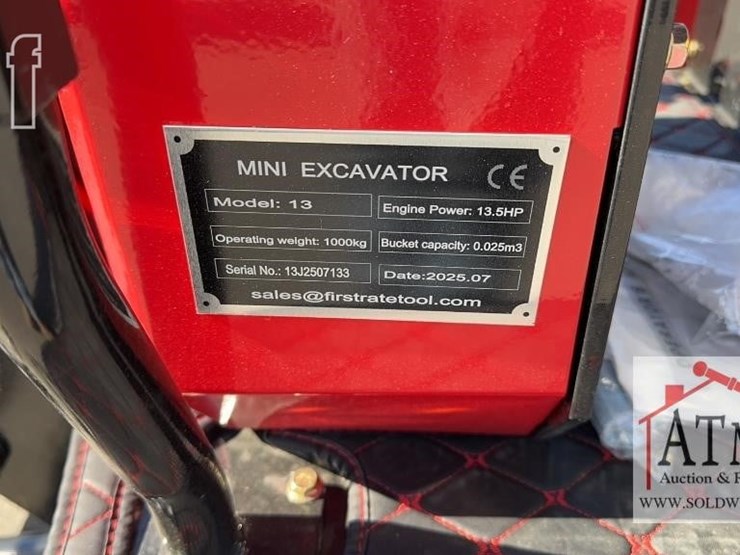 f
MINI EXCAVATOR CE
Model: 13
Engine Power: 13.5HP
Operating weight: 1000kg
Bucket capacity: 0.025m3
Serial No.: 13J2507133
Date:2025.07
sales@firstratetool.com
ATM
Auction &
WWW.SOLDW